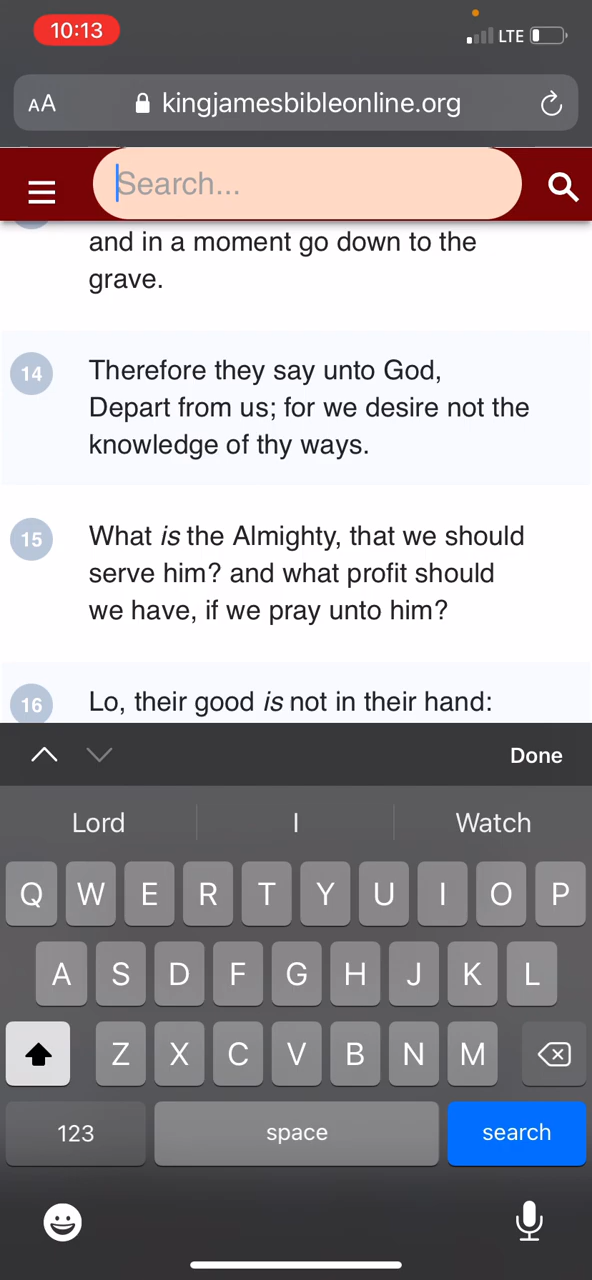 10:13
LTE
AA
kingjamesbibleonline.org
Search...
and in a moment go down to the
grave.
14
Therefore they say unto God,
Depart from us; for we desire not the
knowledge of thy ways.
15
What is the Almighty, that we should
serve him? and what profit should
we have, if we pray unto him?
16
Lo, their good is not in their hand:
Done
Lord I Watch
Q W E R T Y U I O P
A S D F G H J K L
Z X C V B N M
123 space search